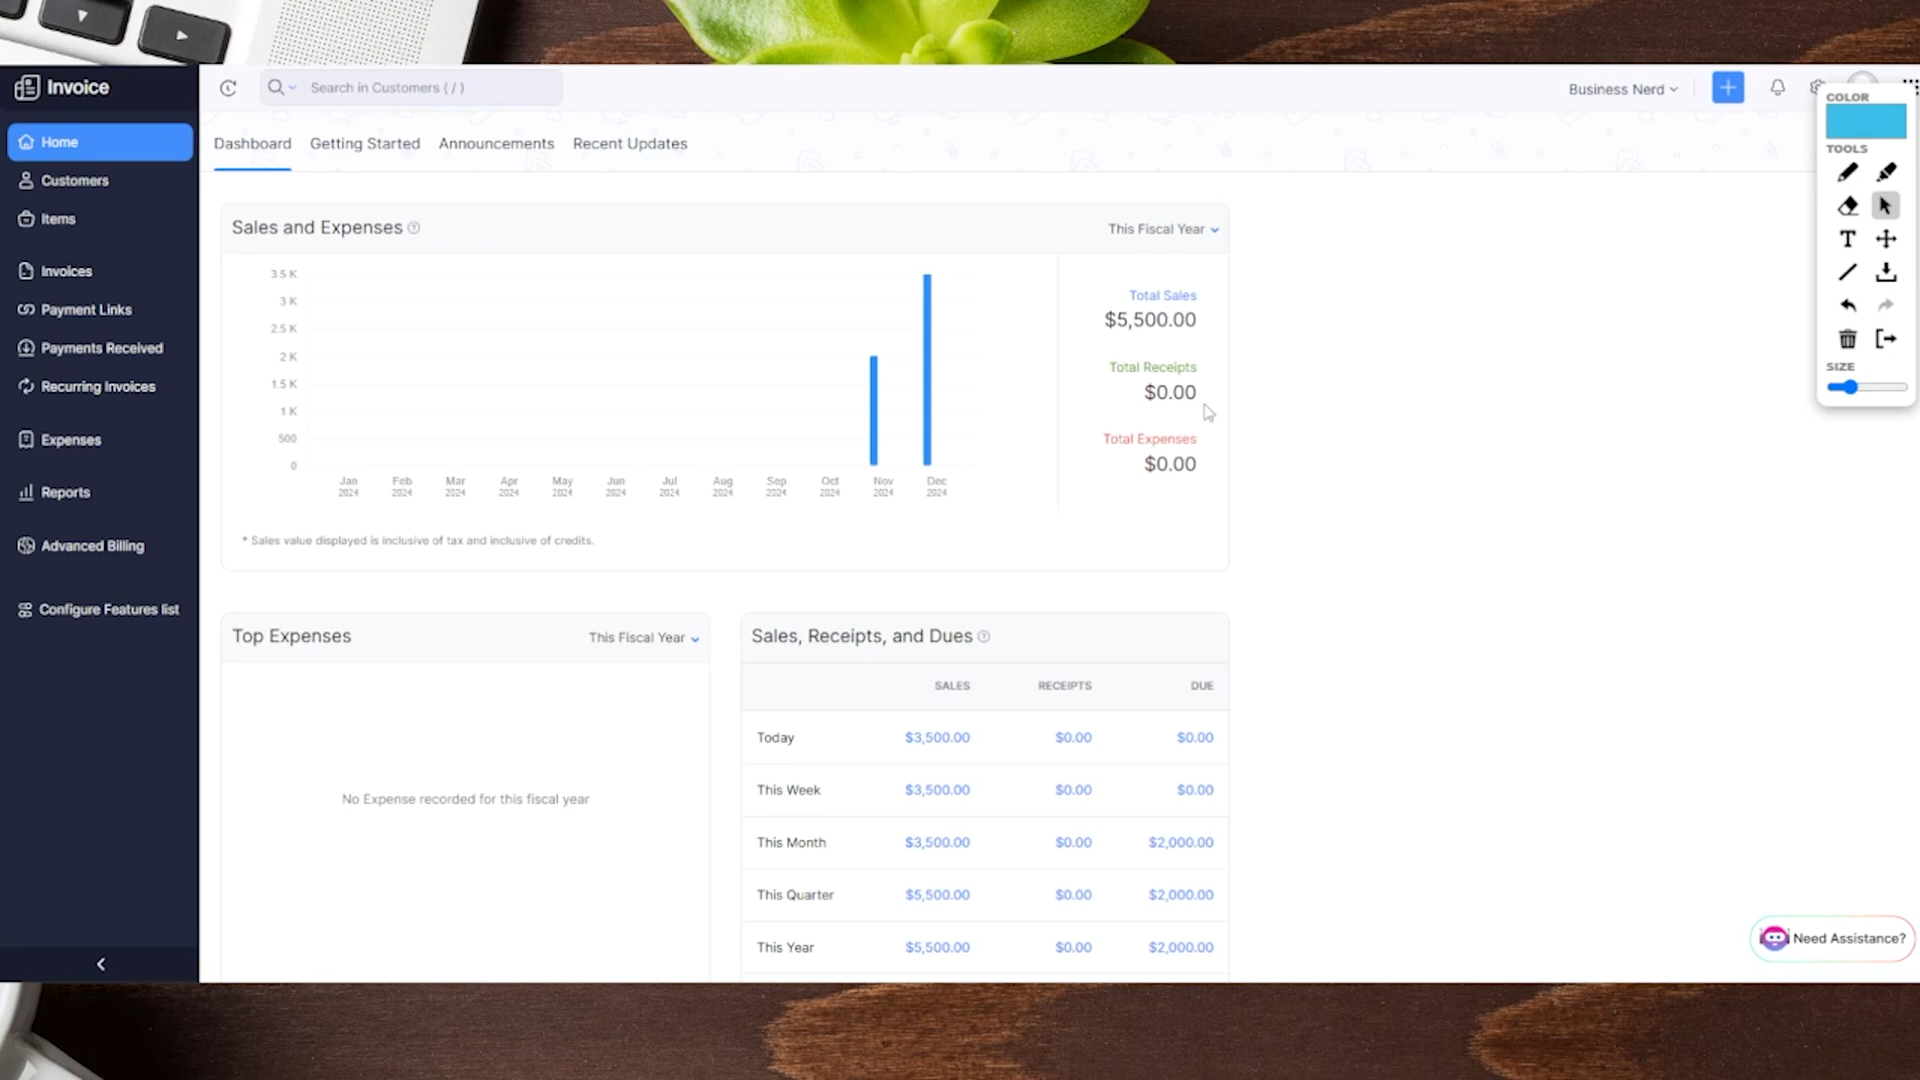 Invoice
Search in Customers ( / )
Business Nerd
Home
Customers
Items
Invoices
Payment Links
Payments Received
Recurring Invoices
Expenses
Reports
Advanced Billing
Configure Features list
Dashboard Getting Started Announcements Recent Updates
Sales and Expenses
This Fiscal Year
3.5 K
3 K
2.5 K
2 K
1.5 K
1 K
500
0
Jan 2024
Feb 2024
Mar 2024
Apr 2024
May 2024
Jun 2024
Jul 2024
Aug 2024
Sep 2024
Oct 2024
Nov 2024
Dec 2024
Total Sales
$5,500.00
Total Receipts
$0.00
Total Expenses
$0.00
* Sales value displayed is inclusive of tax and inclusive of credits.
Top Expenses
This Fiscal Year
No Expense recorded for this fiscal year
Sales, Receipts, and Dues
SALES RECEIPTS DUE
Today $3,500.00 $0.00 $0.00
This Week $3,500.00 $0.00 $0.00
This Month $3,500.00 $0.00 $2,000.00
This Quarter $5,500.00 $0.00 $2,000.00
This Year $5,500.00 $0.00 $2,000.00
COLOR
TOOLS
T
SIZE
Need Assistance?